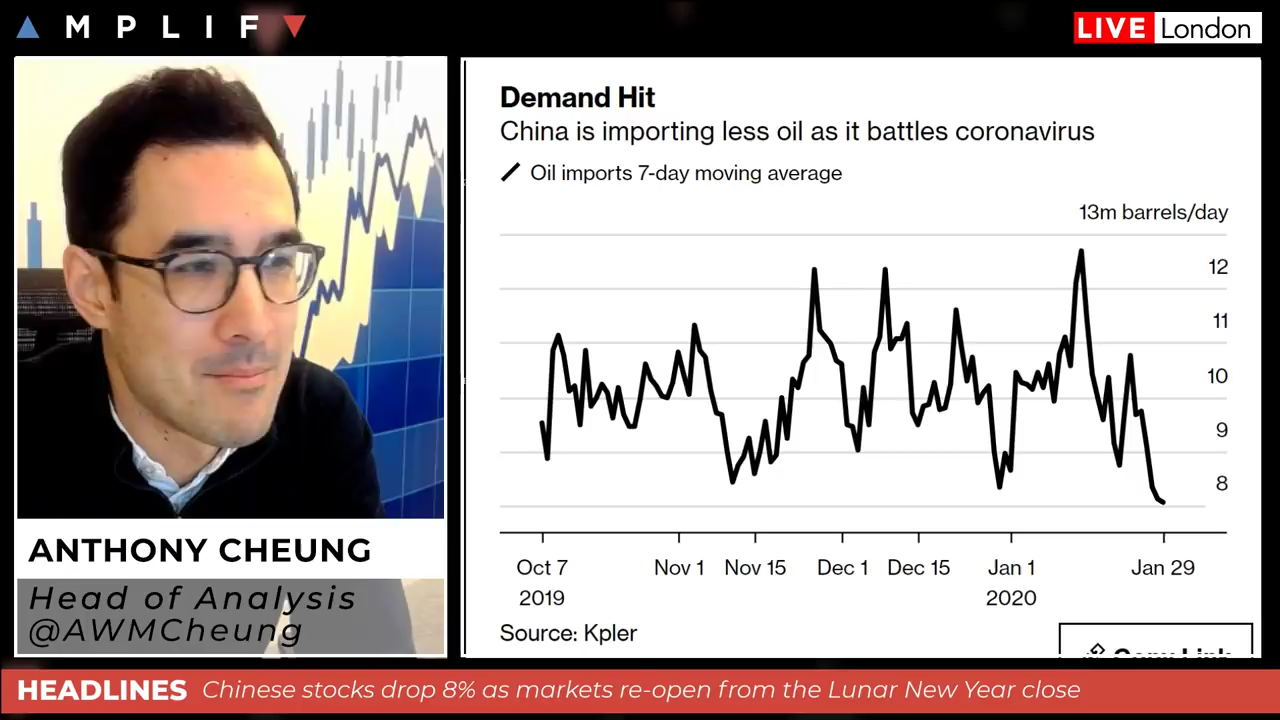 AMPLIFY
LIVE London
Demand Hit
China is importing less oil as it battles coronavirus
Oil imports 7-day moving average
13m barrels/day
12
11
10
9
8
Oct 7 Nov 1 Nov 15 Dec 1 Dec 15 Jan 1 Jan 29
2019 2020
Source: Kpler
Copy Link
ANTHONY CHEUNG
Head of Analysis
@AWMCheung
HEADLINES Chinese stocks drop 8% as markets re-open from the Lunar New Year close